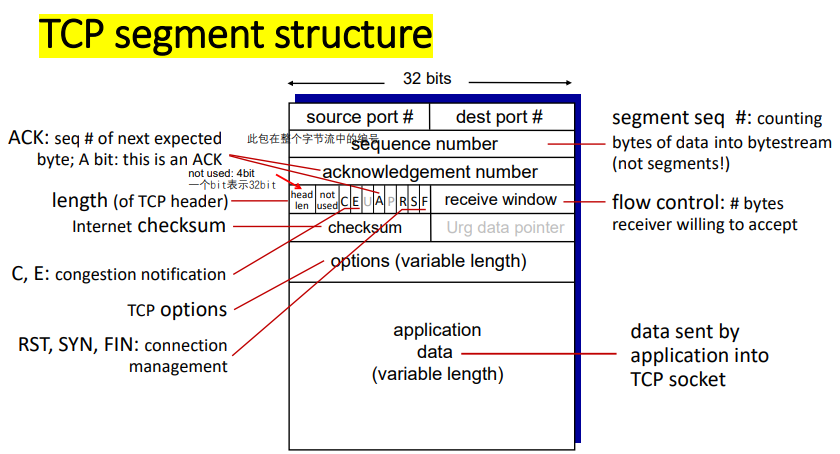 TCP segment structure
32 bits
source port #
dest port #
ACK: seq # of next expected
byte; A bit: this is an ACK
此包在整个字节流中的编号
sequence number
segment seq #: counting
bytes of data into bytestream
(not segments!)
acknowledgement number
not used: 4bit
一个bit表示32bit
length (of TCP header)
head
len
not
used
C
E
U
A
P
R
S
F
receive window
flow control: # bytes
receiver willing to accept
Internet checksum
checksum
Urg data pointer
C, E: congestion notification
options (variable length)
TCP options
RST, SYN, FIN: connection
management
application
data
(variable length)
data sent by
application into
TCP socket